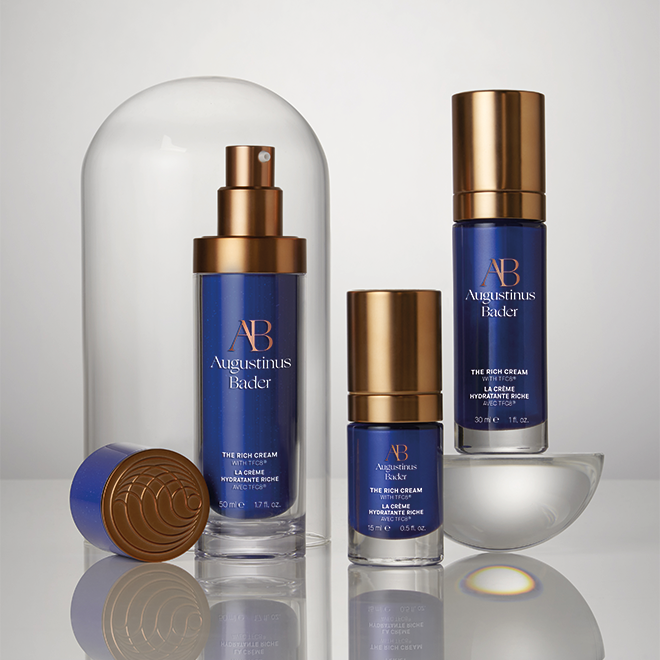 AB
Augustinus
Bader
THE RICH CREAM
WITH TFC8®
LA CRÈME
HYDRATANTE RICHE
AVEC TFC8®
50 ml ℮ 1.7 fl. oz.
AB
Augustinus
Bader
THE RICH CREAM
WITH TFC8®
LA CRÈME
HYDRATANTE RICHE
AVEC TFC8®
15 ml ℮ 0.5 fl. oz.
AB
Augustinus
Bader
THE RICH CREAM
WITH TFC8®
LA CRÈME
HYDRATANTE RICHE
AVEC TFC8®
30 ml ℮ 1 fl. oz.